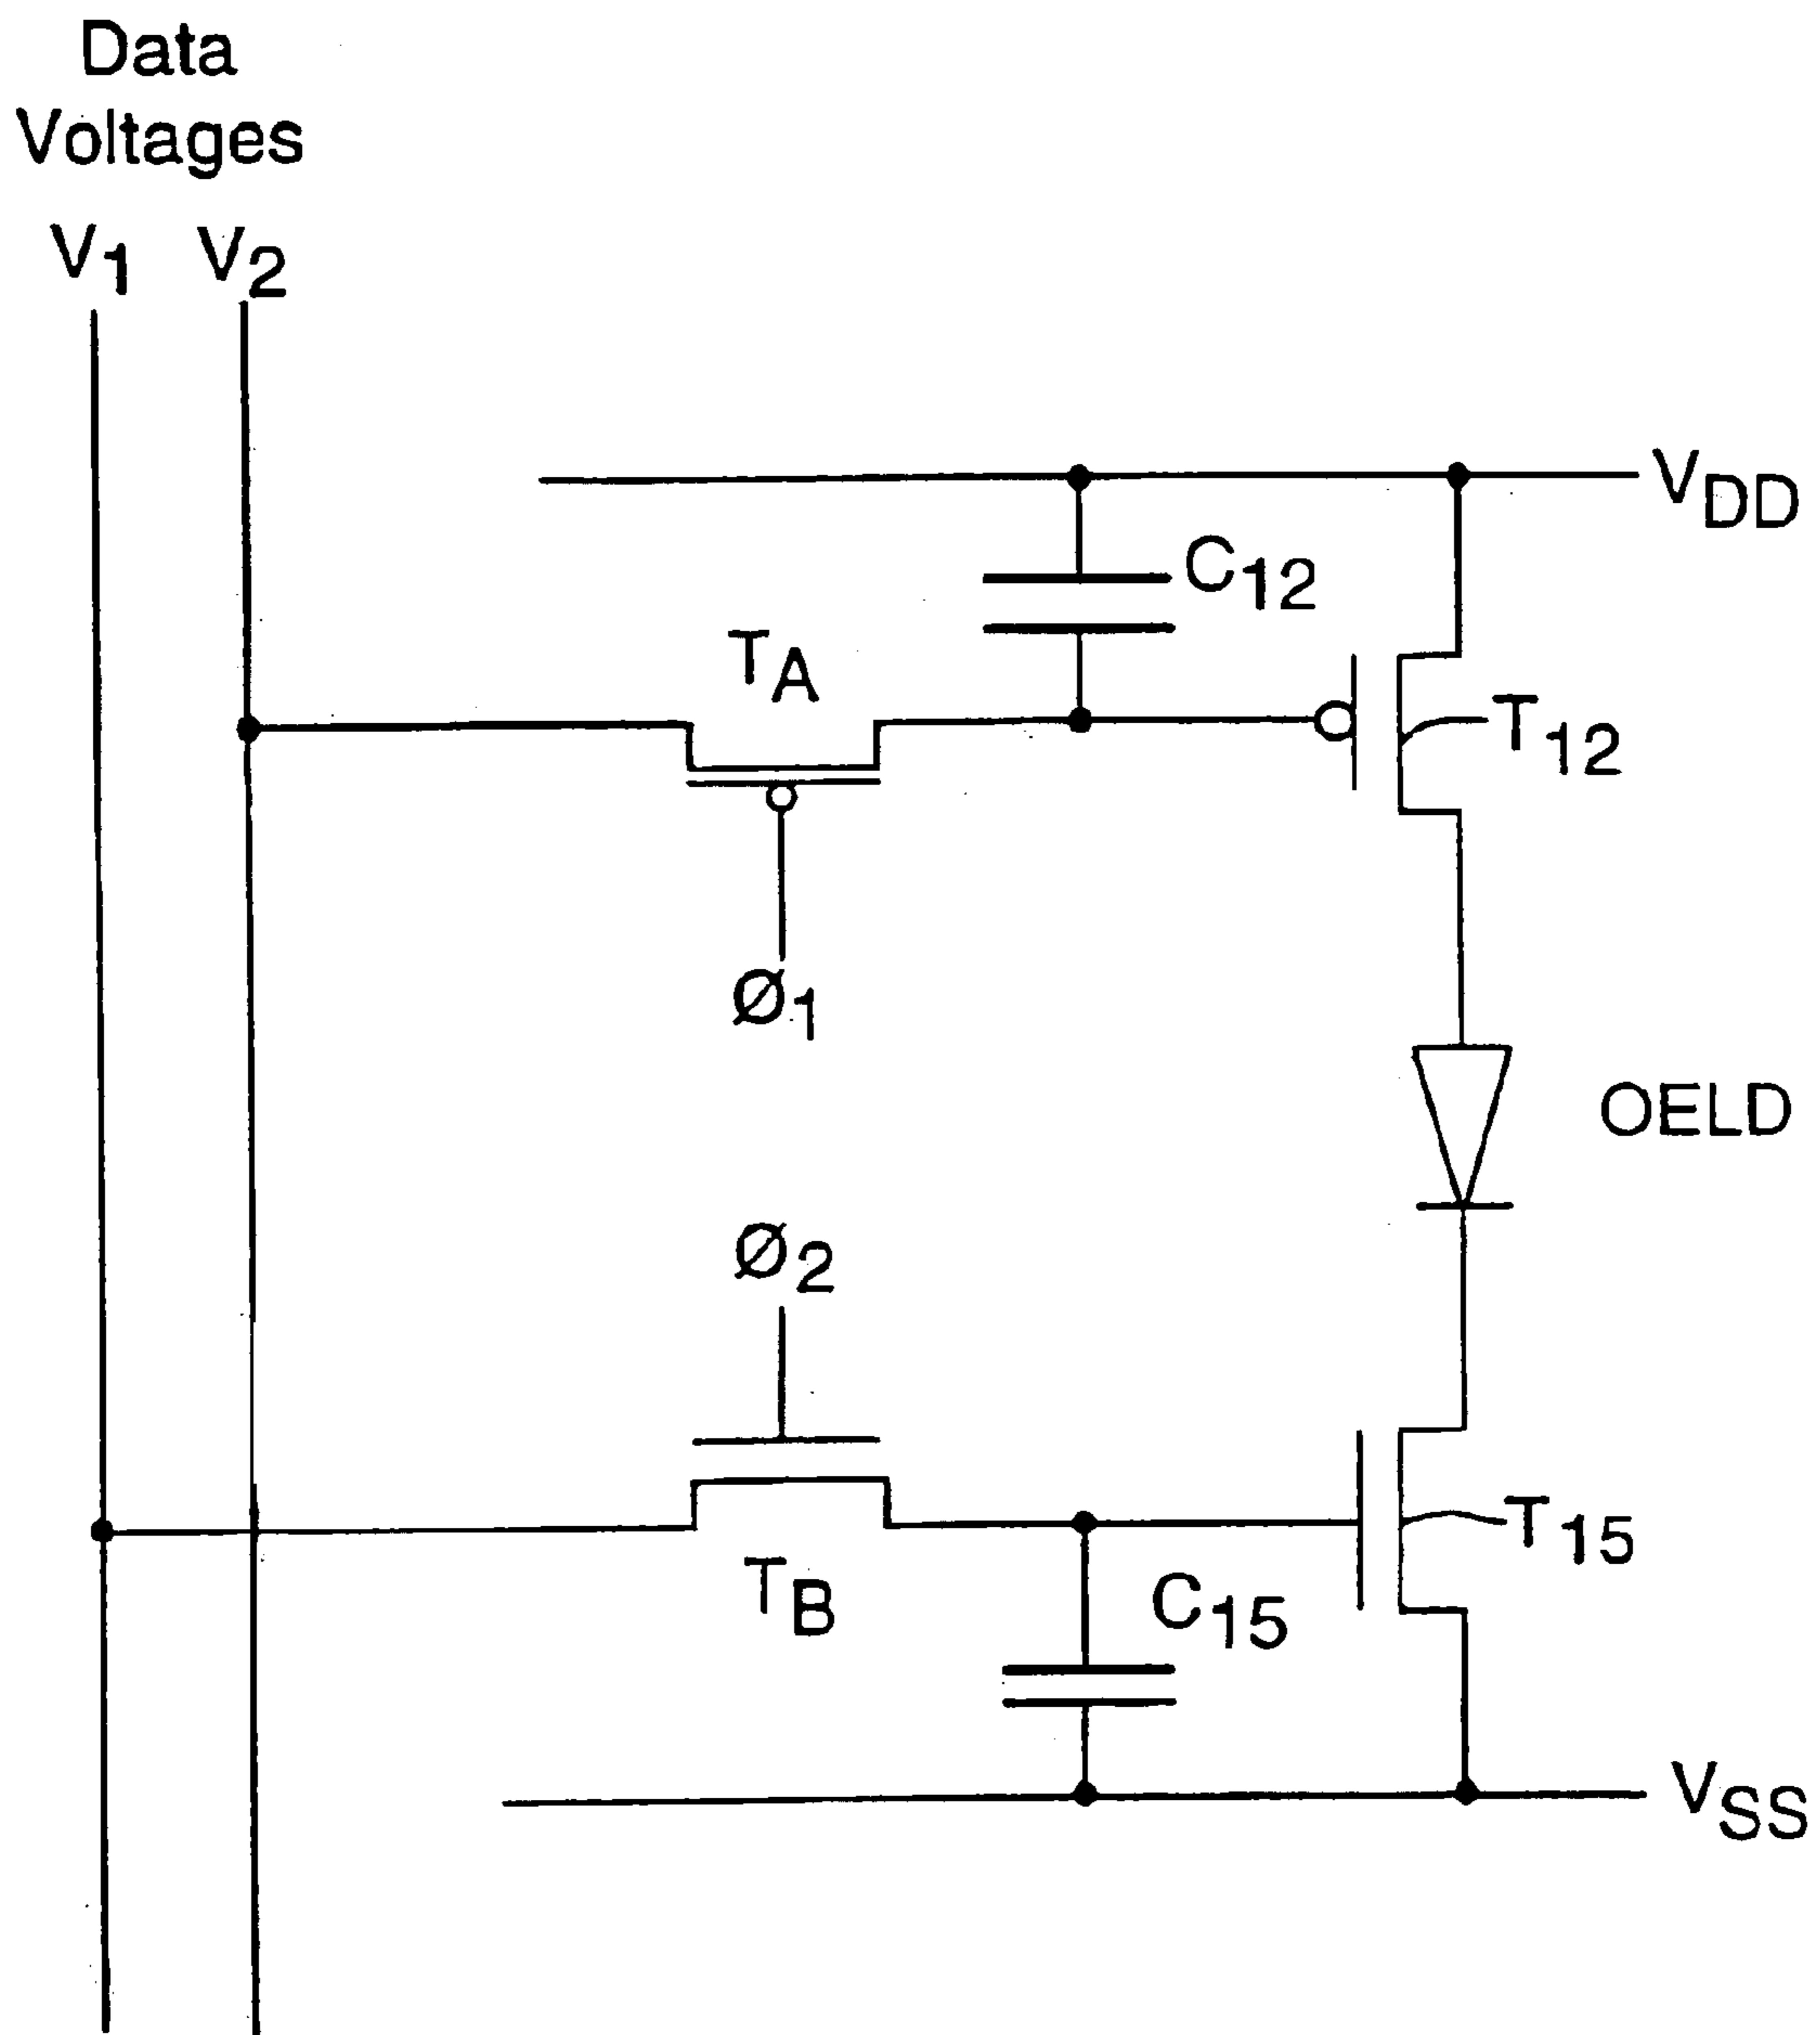 Data
Voltages
V1 V2
VDD
C12
TA
T12
Ø1
OELD
Ø2
T15
TB
C15
VSS